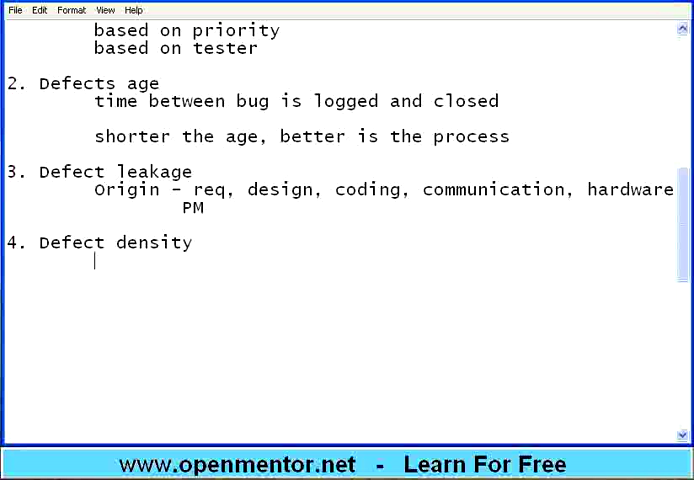 File Edit Format View Help
based on priority
based on tester
2. Defects age
time between bug is logged and closed
shorter the age, better is the process
3. Defect leakage
Origin - req, design, coding, communication, hardware
PM
4. Defect density
www.openmentor.net - Learn For Free